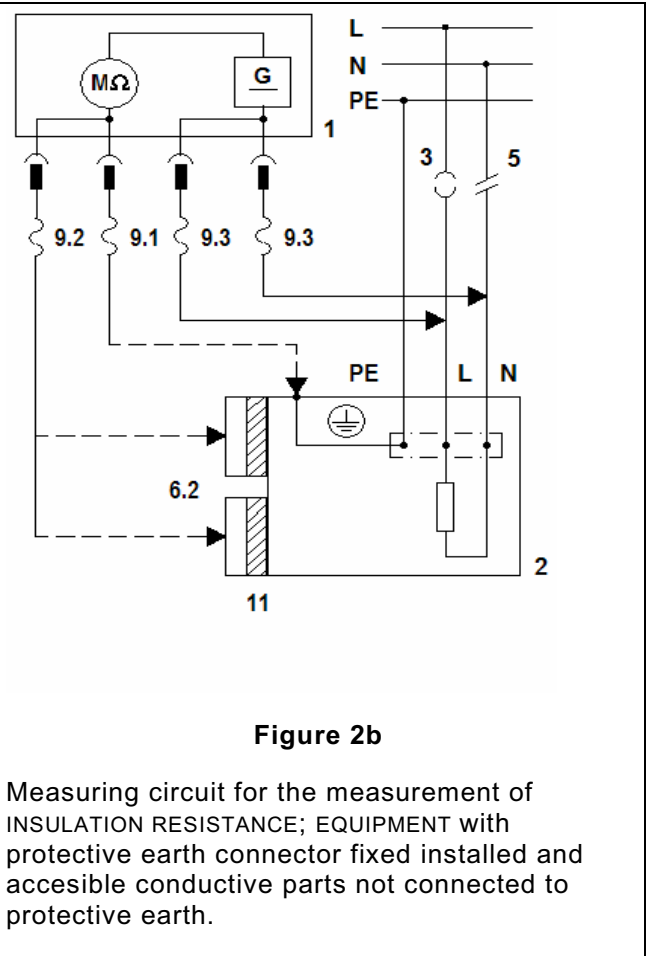 L
N
PE
MΩ
G
1
3
5
9.2
9.1
9.3
9.3
PE
L
N
6.2
2
11
Figure 2b
Measuring circuit for the measurement of
INSULATION RESISTANCE; EQUIPMENT with
protective earth connector fixed installed and
accesible conductive parts not connected to
protective earth.